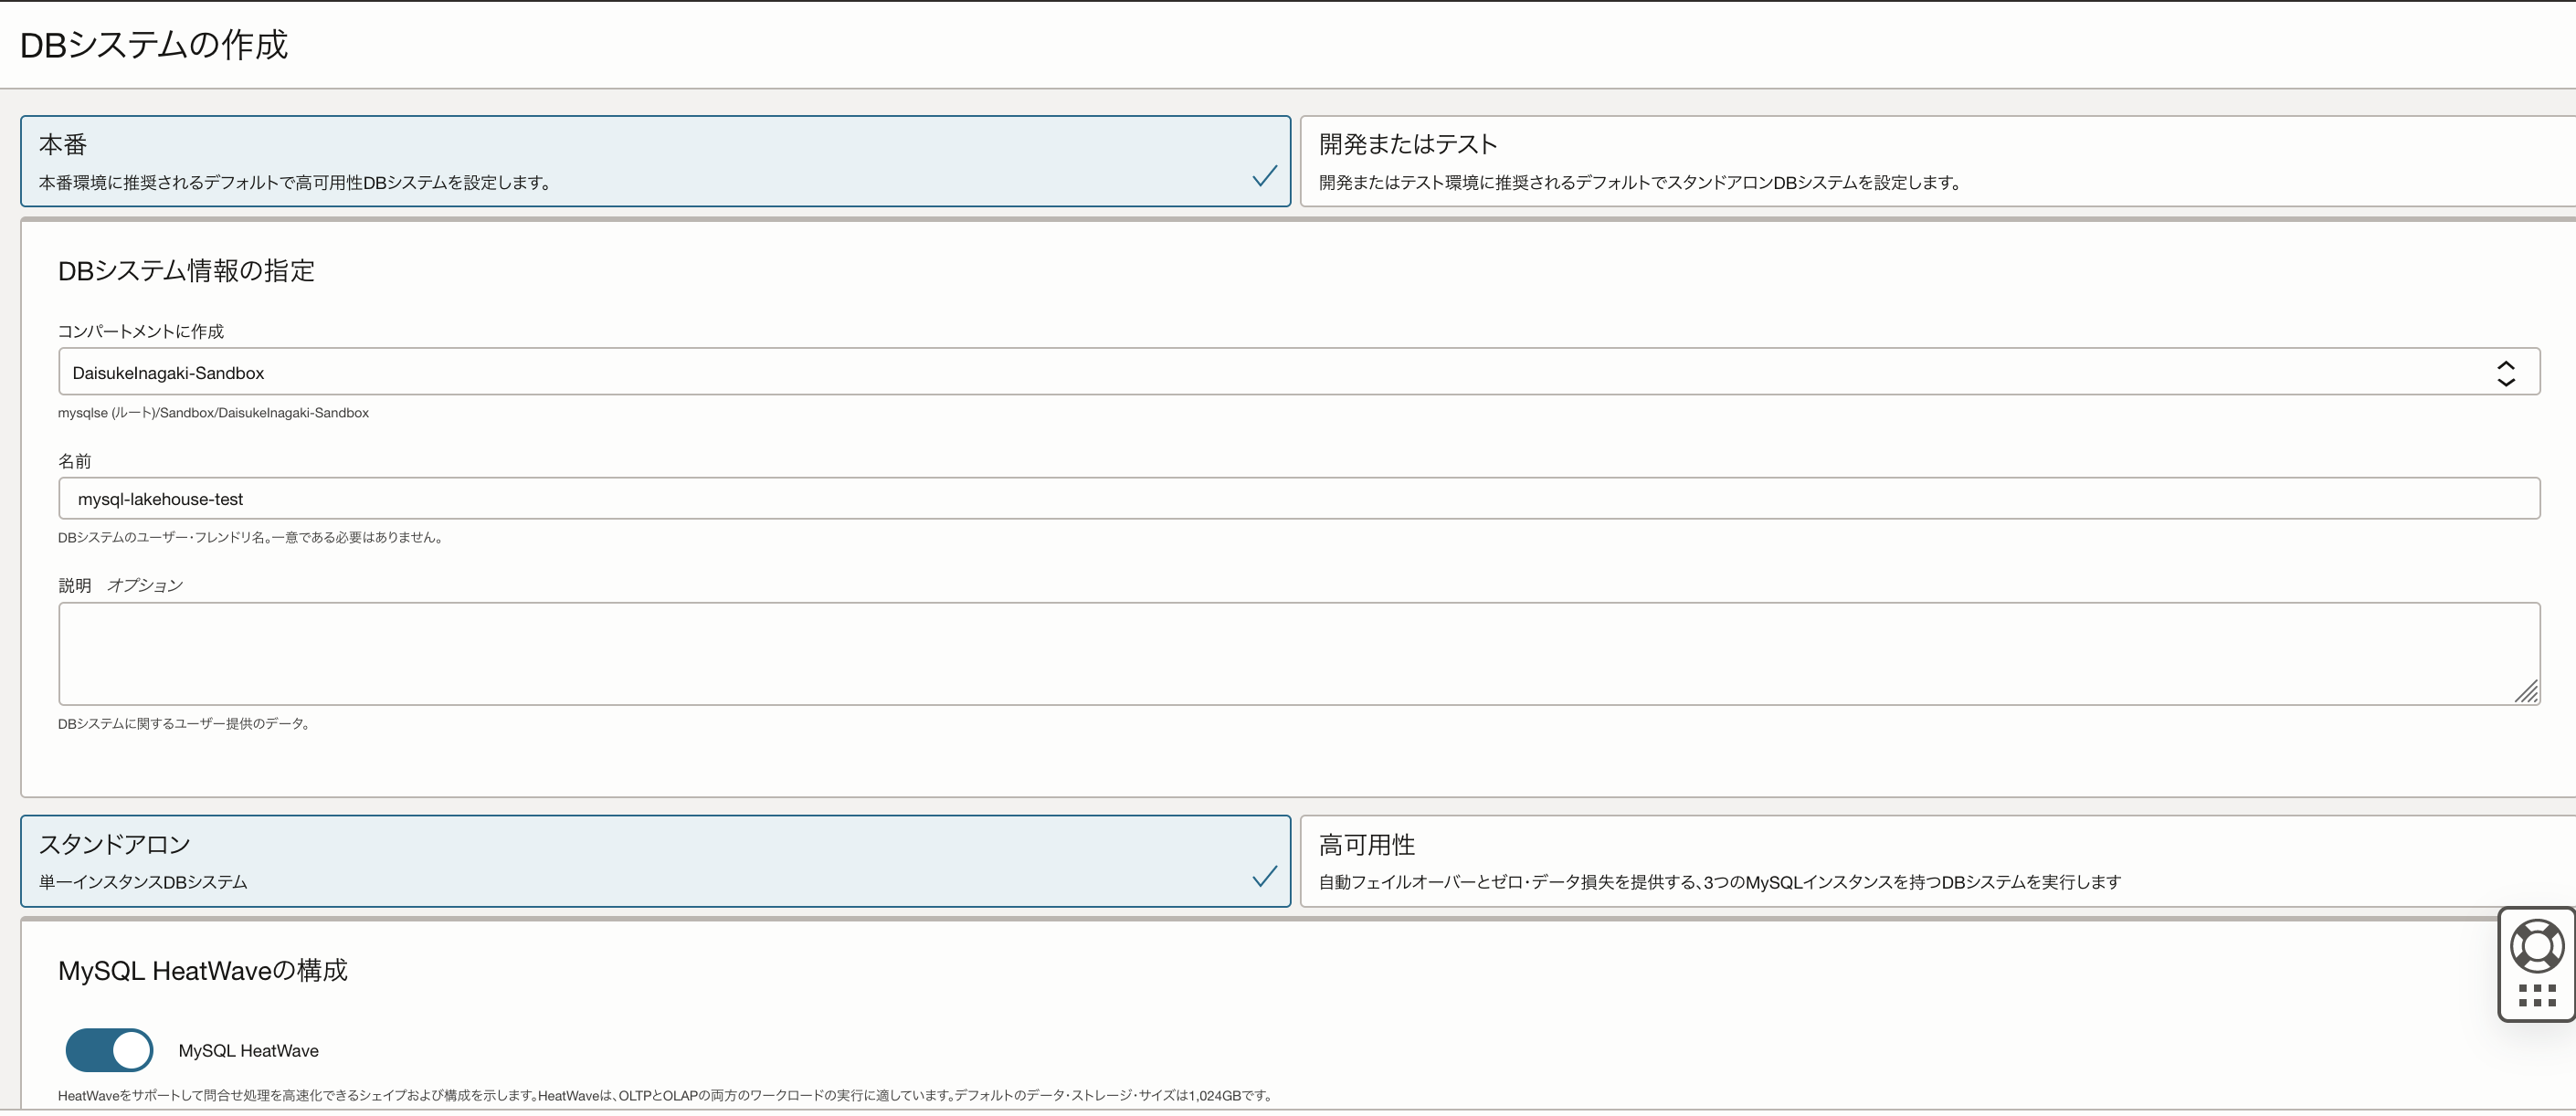 DBシステムの作成
本番
本番環境に推奨されるデフォルトで高可用性DBシステムを設定します。
開発またはテスト
開発またはテスト環境に推奨されるデフォルトでスタンドアロンDBシステムを設定します。
DBシステム情報の指定
コンパートメントに作成
DaisukeInagaki-Sandbox
mysqlse (ルート)/Sandbox/DaisukeInagaki-Sandbox
名前
mysql-lakehouse-test
DBシステムのユーザー・フレンドリ名。一意である必要はありません。
説明 オプション
DBシステムに関するユーザー提供のデータ。
スタンドアロン
単一インスタンスDBシステム
高可用性
自動フェイルオーバーとゼロ・データ損失を提供する、3つのMySQLインスタンスを持つDBシステムを実行します
MySQL HeatWaveの構成
MySQL HeatWave
HeatWaveをサポートして問合せ処理を高速化できるシェイプおよび構成を示します。HeatWaveは、OLTPとOLAPの両方のワークロードの実行に適しています。デフォルトのデータ・ストレージ・サイズは1,024GBです。